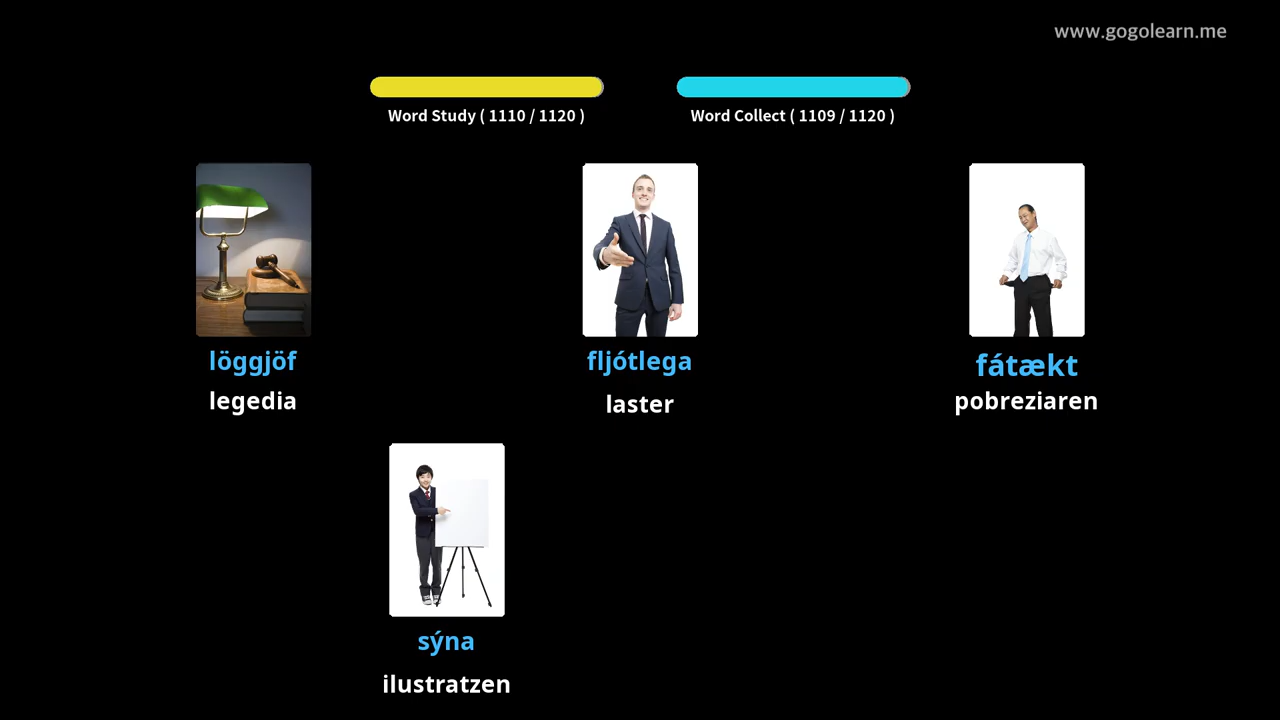 www.gogolearn.me
Word Study ( 1110 / 1120 )
Word Collect ( 1109 / 1120 )
löggjöf
legedia
fljótlega
laster
fátækt
pobreziaren
sýna
ilustratzen